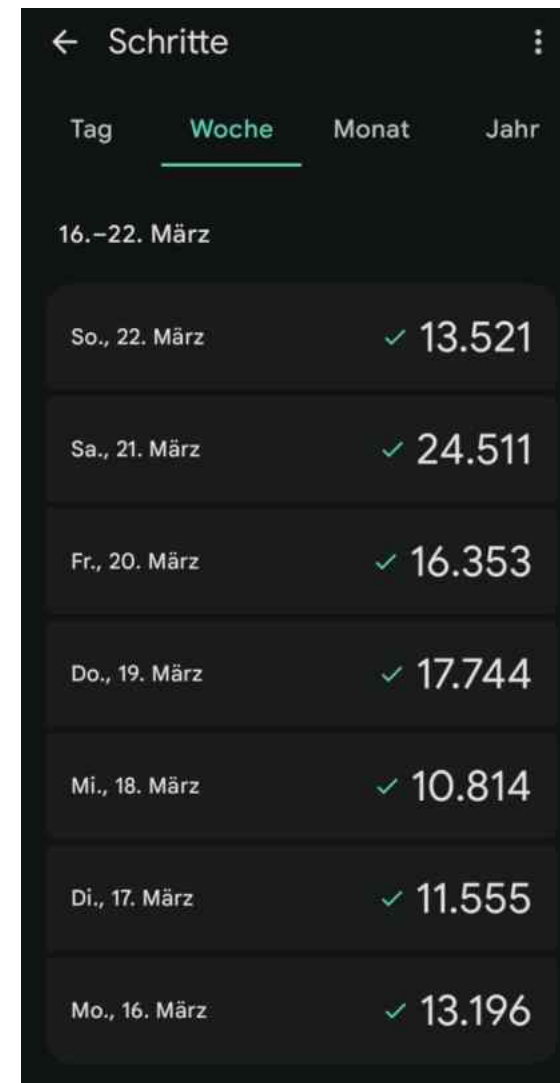 Schritte
Tag Woche Monat Jahr
16.–22. März
So., 22. März 13.521
Sa., 21. März 24.511
Fr., 20. März 16.353
Do., 19. März 17.744
Mi., 18. März 10.814
Di., 17. März 11.555
Mo., 16. März 13.196